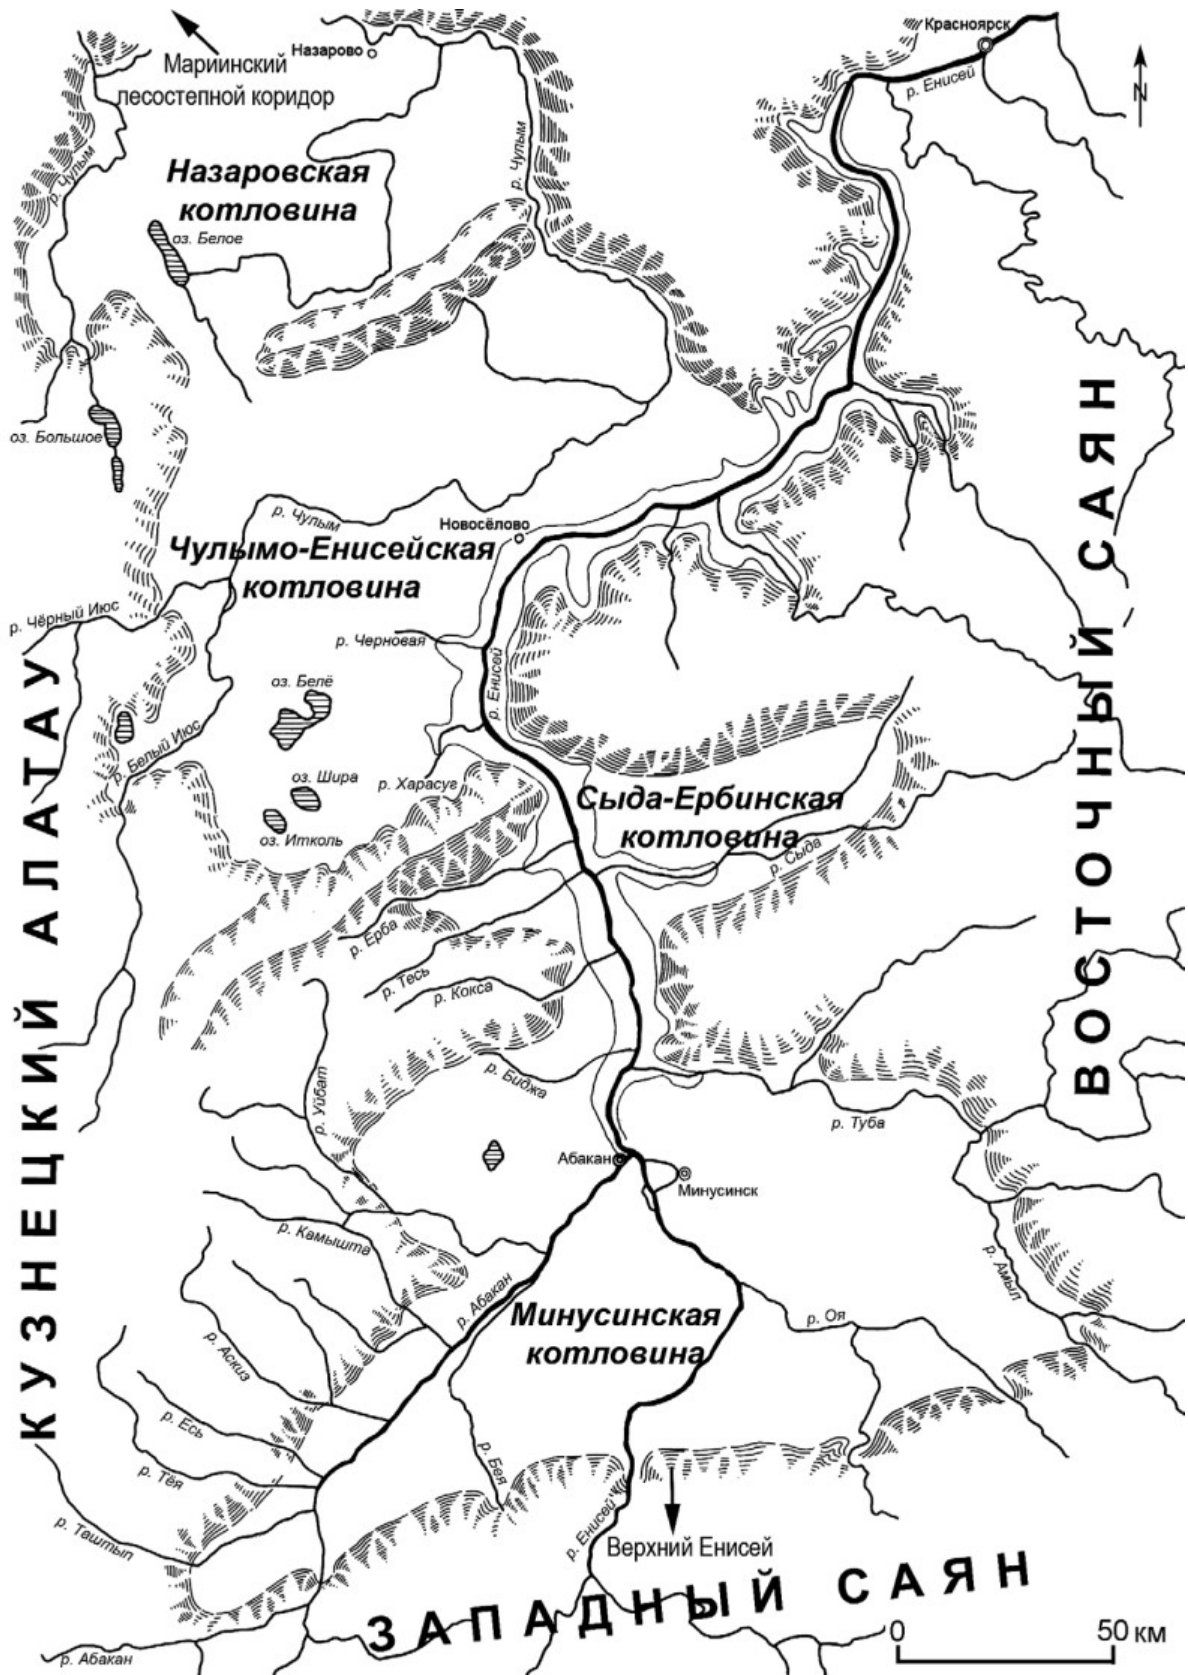 Красноярск
Назарово
Мариинский
лесостепной коридор
р. Енисей
N
р. Чулым
р. Чулым
Назаровская
котловина
оз. Белое
оз. Большое
р. Чулым
Новосёлово
Чулымо-Енисейская
котловина
р. Чёрный Июс
р. Черновая
оз. Белё
р. Енисей
р. Белый Июс
оз. Шира
р. Харасуг
оз. Итколь
Сыда-Ербинская
котловина
р. Сыда
р. Ерба
р. Тесь
р. Кокса
р. Биджа
р. Уйбат
р. Туба
Абакан
Минусинск
р. Камышта
р. Абакан
р. Амыл
Минусинская
котловина
р. Оя
р. Аскиз
р. Есь
р. Тёя
р. Бея
р. Таштып
р. Енисей
Верхний Енисей
р. Абакан
КУЗНЕЦКИЙ АЛАТАУ
ВОСТОЧНЫЙ САЯН
ЗАПАДНЫЙ САЯН
0 50 км